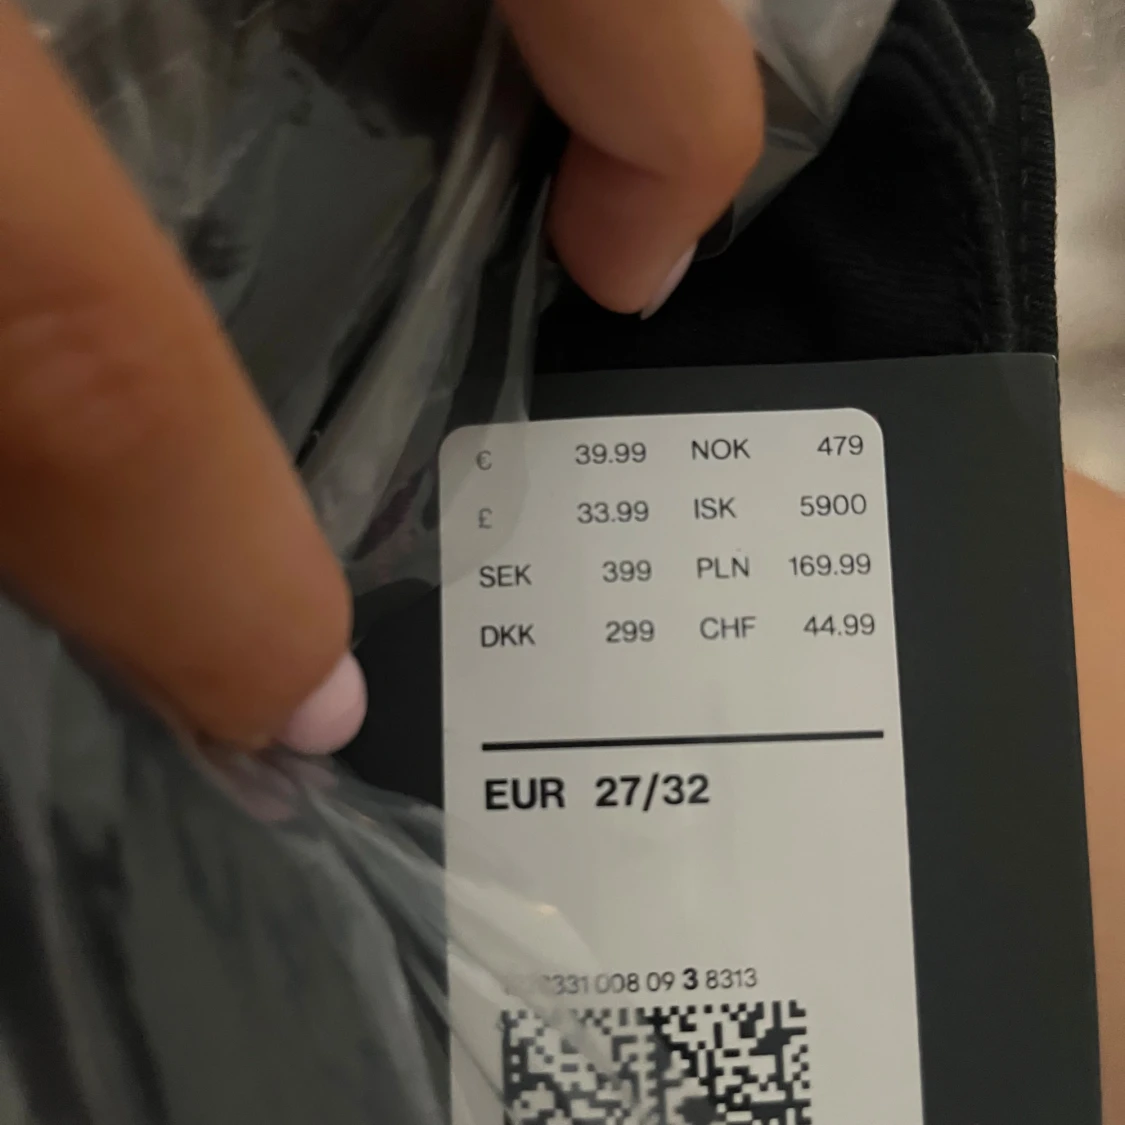 € 39.99 NOK 479
£ 33.99 ISK 5900
SEK 399 PLN 169.99
DKK 299 CHF 44.99
EUR 27/32
331 008 09 3 8313